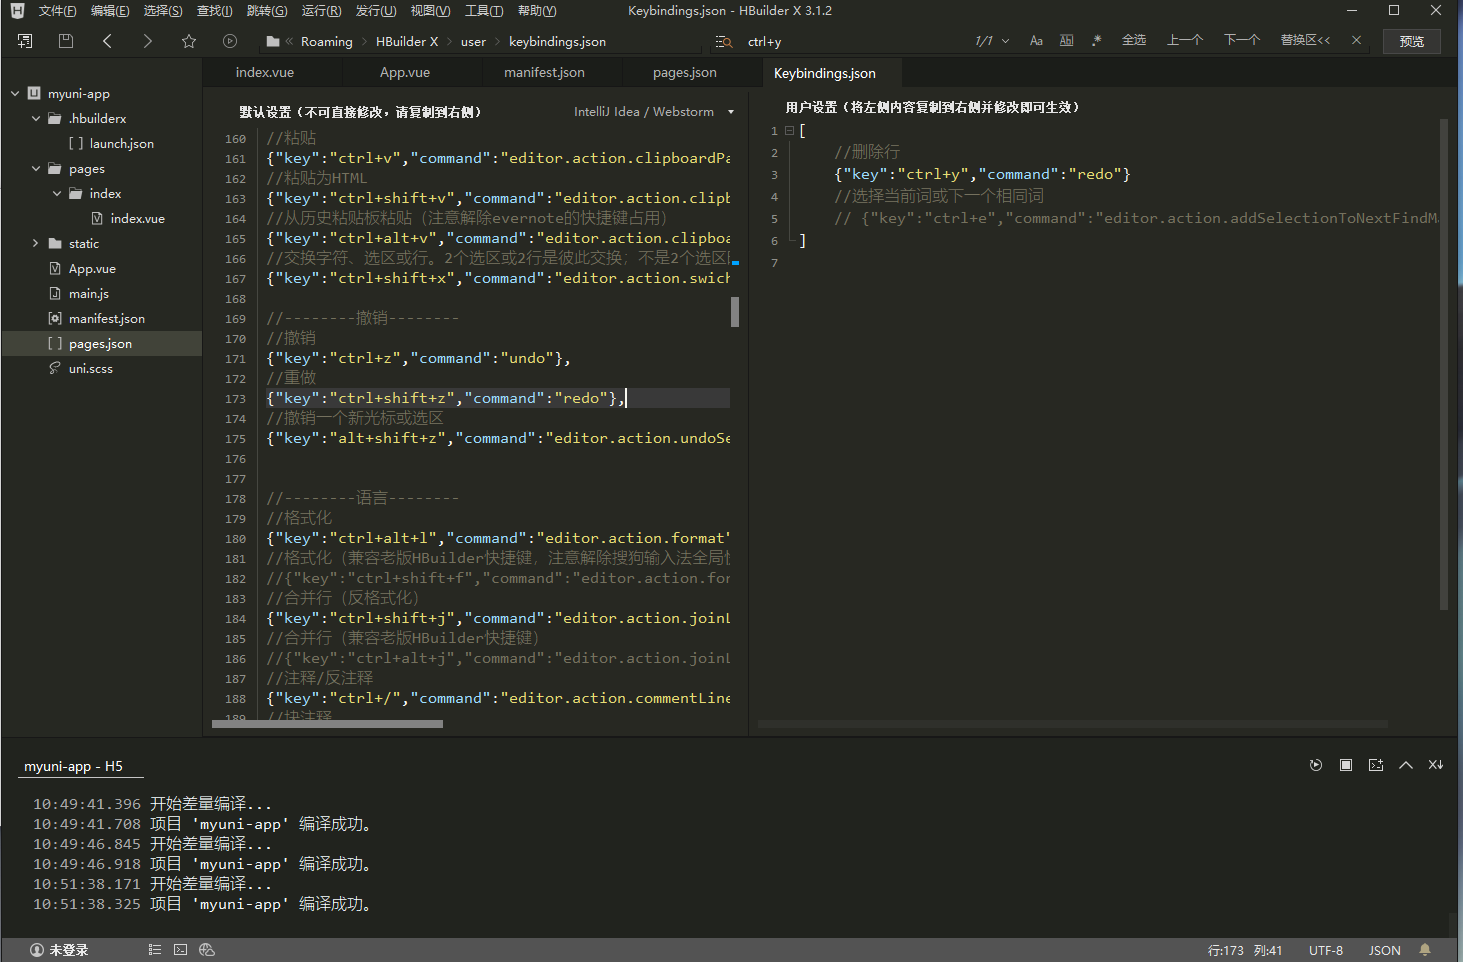 文件(F) 编辑(E) 选择(S) 查找(I) 跳转(G) 运行(R) 发行(U) 视图(V) 工具(T) 帮助(Y) Keybindings.json - HBuilder X 3.1.2
Roaming HBuilder X user keybindings.json ctrl+y 1/1 Aa Ab .* 全选 上一个 下一个 替换区<< 预览
index.vue App.vue manifest.json pages.json Keybindings.json
myuni-app
.hbuilderx
[ ] launch.json
pages
index
index.vue
static
App.vue
main.js
manifest.json
[ ] pages.json
uni.scss
默认设置（不可直接修改，请复制到右侧） IntelliJ Idea / Webstorm
160 //粘贴
161 {"key":"ctrl+v","command":"editor.action.clipboardPa
162 //粘贴为HTML
163 {"key":"ctrl+shift+v","command":"editor.action.clipb
164 //从历史粘贴板粘贴（注意解除evernote的快捷键占用）
165 {"key":"ctrl+alt+v","command":"editor.action.clipboa
166 //交换字符、选区或行。2个选区或2行是彼此交换；不是2个选区
167 {"key":"ctrl+shift+x","command":"editor.action.swich
168
169 //--------撤销--------
170 //撤销
171 {"key":"ctrl+z","command":"undo"},
172 //重做
173 {"key":"ctrl+shift+z","command":"redo"},
174 //撤销一个新光标或选区
175 {"key":"alt+shift+z","command":"editor.action.undoSe
176
177
178 //--------语言--------
179 //格式化
180 {"key":"ctrl+alt+l","command":"editor.action.format"
181 //格式化（兼容老版HBuilder快捷键，注意解除搜狗输入法全局
182 //{"key":"ctrl+shift+f","command":"editor.action.for
183 //合并行（反格式化）
184 {"key":"ctrl+shift+j","command":"editor.action.joinL
185 //合并行（兼容老版HBuilder快捷键）
186 //{"key":"ctrl+alt+j","command":"editor.action.joinL
187 //注释/反注释
188 {"key":"ctrl+/","command":"editor.action.commentLine
189 //块注释
用户设置（将左侧内容复制到右侧并修改即可生效）
1 [
2 //删除行
3 {"key":"ctrl+y","command":"redo"}
4 //选择当前词或下一个相同词
5 // {"key":"ctrl+e","command":"editor.action.addSelectionToNextFindMa
6 ]
7
myuni-app - H5
10:49:41.396 开始差量编译...
10:49:41.708 项目 'myuni-app' 编译成功。
10:49:46.845 开始差量编译...
10:49:46.918 项目 'myuni-app' 编译成功。
10:51:38.171 开始差量编译...
10:51:38.325 项目 'myuni-app' 编译成功。
未登录 行:173 列:41 UTF-8 JSON